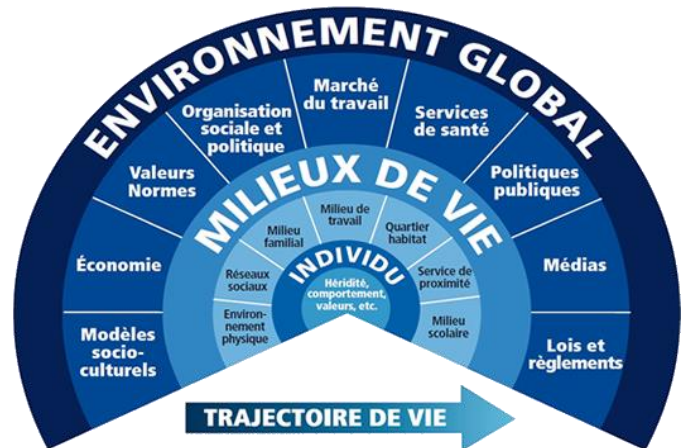 ENVIRONNEMENT GLOBAL
Modèles
socio-
culturels
Économie
Valeurs
Normes
Organisation
sociale et
politique
Marché
du travail
Services
de santé
Politiques
publiques
Médias
Lois et
règlements
MILIEUX DE VIE
Environ-
nement
physique
Réseaux
sociaux
Milieu
familial
Milieu de
travail
Quartier
habitat
Service de
proximité
Milieu
scolaire
INDIVIDU
Héridité,
comportement,
valeurs, etc.
TRAJECTOIRE DE VIE